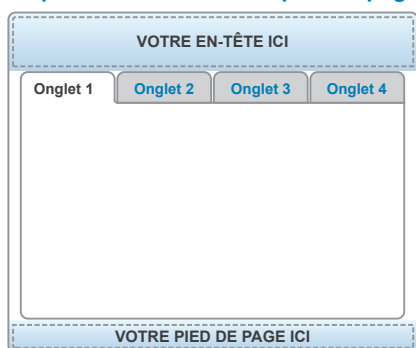 VOTRE EN-TÊTE ICI
Onglet 1 Onglet 2 Onglet 3 Onglet 4
VOTRE PIED DE PAGE ICI